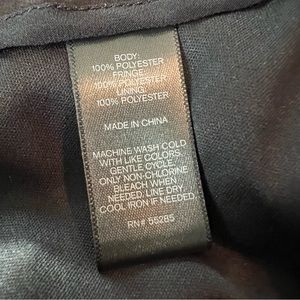 BODY:
100% POLYESTER
FRINGE:
100% POLYESTER
LINING:
100% POLYESTER
MADE IN CHINA
MACHINE WASH COLD
WITH LIKE COLORS.
GENTLE CYCLE.
ONLY NON-CHLORINE
BLEACH WHEN
NEEDED. LINE DRY.
COOL IRON IF NEEDED.
RN# 55285